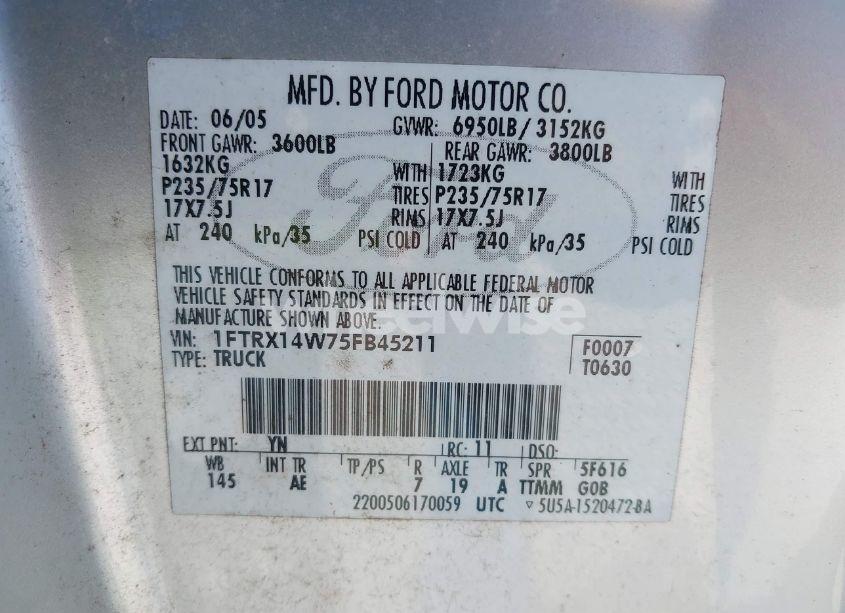 MFD. BY FORD MOTOR CO.
DATE: 06/05 GVWR: 6950LB/ 3152KG
FRONT GAWR: 3600LB REAR GAWR: 3800LB
1632KG WITH 1723KG WITH
P235/75R17 TIRES P235/75R17 TIRES
17X7.5J RIMS 17X7.5J RIMS
AT 240 kPa/35 PSI COLD AT 240 kPa/35 PSI COLD
Ford
THIS VEHICLE CONFORMS TO ALL APPLICABLE FEDERAL MOTOR
VEHICLE SAFETY STANDARDS IN EFFECT ON THE DATE OF
MANUFACTURE SHOWN ABOVE.
VIN: 1FTRX14W75FB45211 F0007
TYPE: TRUCK T0630
EXT PNT: YN RC: 11 DSO:
WB INT TR TP/PS R AXLE TR SPR 5F616
145 AE 7 19 A TTMM GOB
2200506170059 UTC ▽ 5U5A-1520472-BA